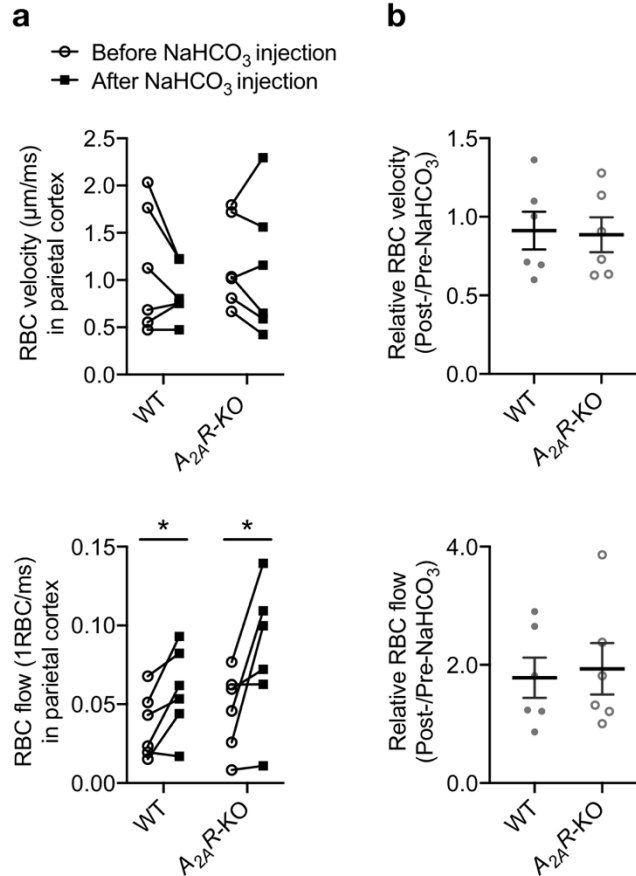 a
Before NaHCO₃ injection
After NaHCO₃ injection
RBC velocity (µm/ms)
in parietal cortex
2.5
2.0
1.5
1.0
0.5
0.0
WT
A₂ₐR-KO
b
Relative RBC velocity
(Post-/Pre-NaHCO₃)
1.5
1.0
0.5
0.0
WT
A₂ₐR-KO
RBC flow (1RBC/ms)
in parietal cortex
0.15
0.10
0.05
0.00
*
*
WT
A₂ₐR-KO
Relative RBC flow
(Post-/Pre-NaHCO₃)
4.0
2.0
0.0
WT
A₂ₐR-KO